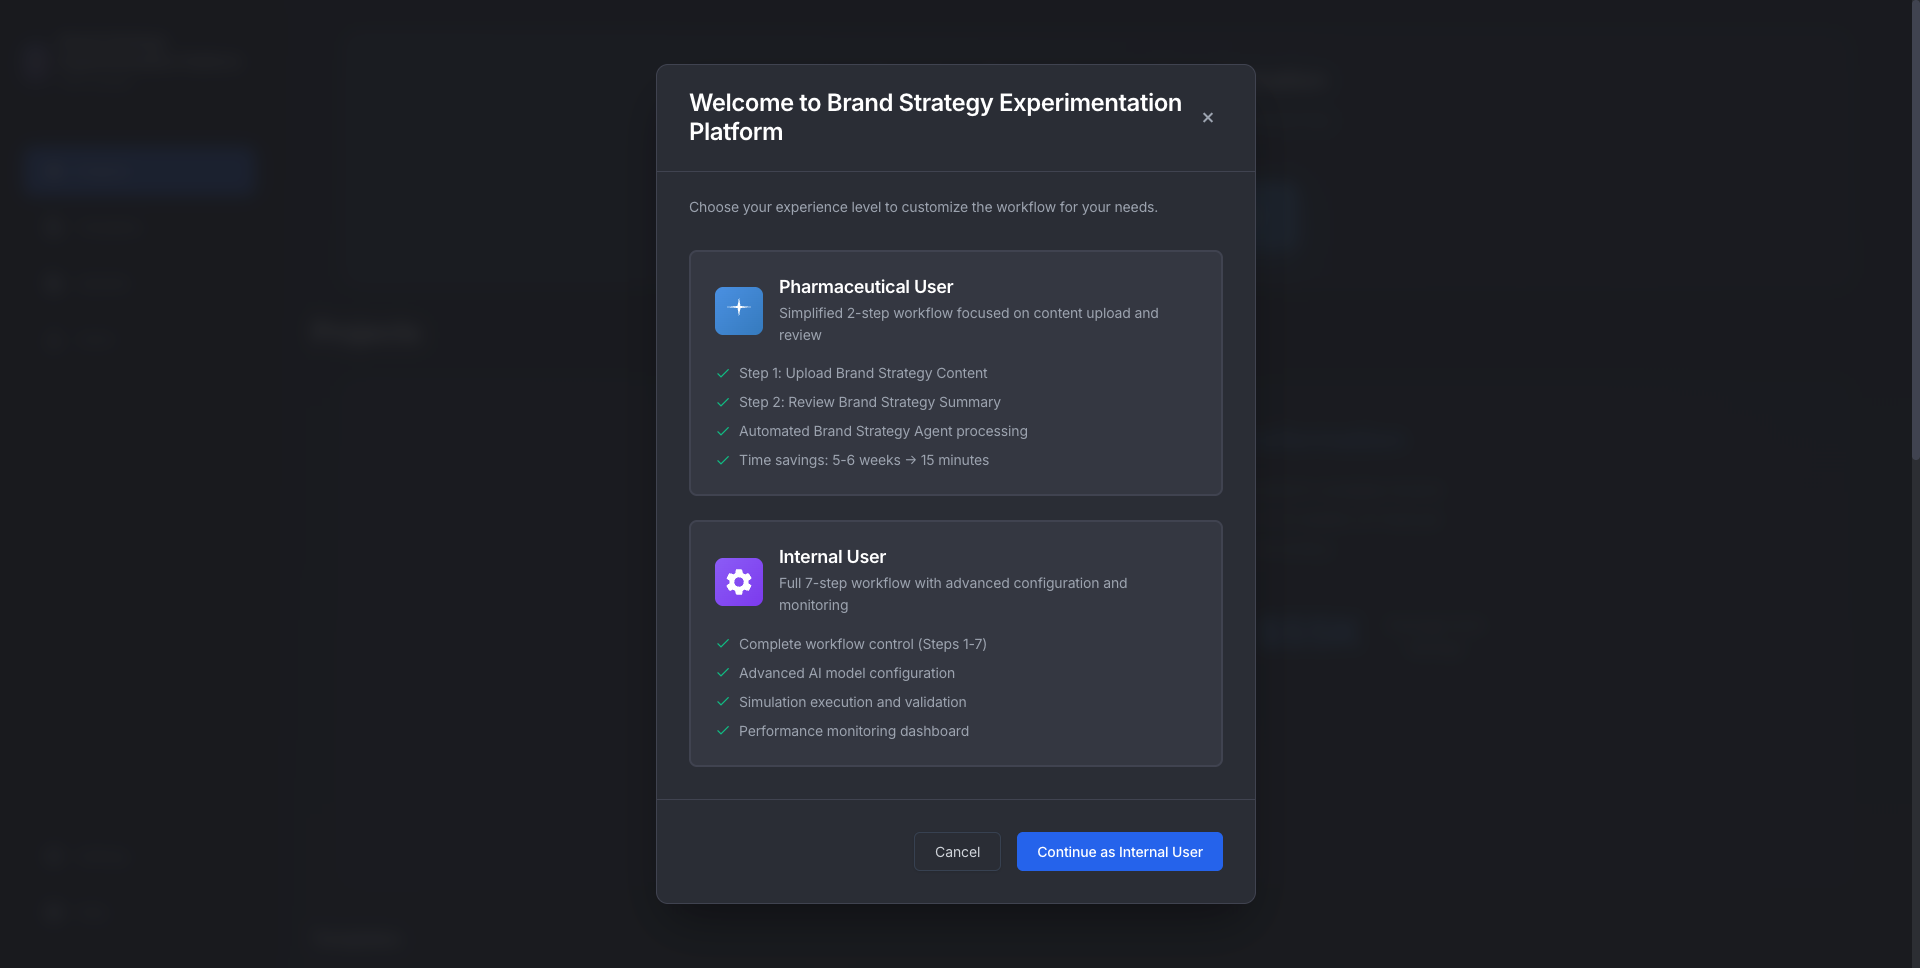 Welcome to Brand Strategy Experimentation
Platform
Choose your experience level to customize the workflow for your needs.
Pharmaceutical User
Simplified 2-step workflow focused on content upload and
review
Step 1: Upload Brand Strategy Content
Step 2: Review Brand Strategy Summary
Automated Brand Strategy Agent processing
Time savings: 5-6 weeks → 15 minutes
Internal User
Full 7-step workflow with advanced configuration and
monitoring
Complete workflow control (Steps 1-7)
Advanced AI model configuration
Simulation execution and validation
Performance monitoring dashboard
Cancel
Continue as Internal User